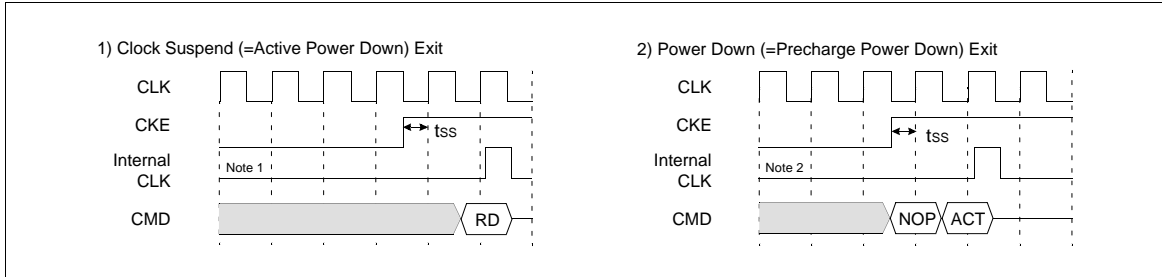 1) Clock Suspend (=Active Power Down) Exit
CLK
CKE
tSS
Internal
CLK
Note 1
CMD
RD
2) Power Down (=Precharge Power Down) Exit
CLK
CKE
tSS
Internal
CLK
Note 2
CMD
NOP
ACT